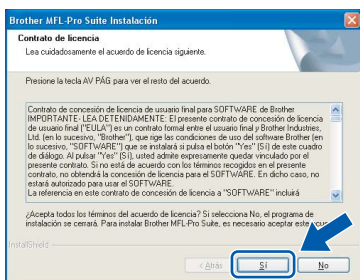 Brother MFL-Pro Suite Instalación
Contrato de licencia
Lea cuidadosamente el acuerdo de licencia siguiente.
Presione la tecla AV PÁG para ver el resto del acuerdo.
Contrato de concesión de licencia de usuario final para SOFTWARE de Brother
IMPORTANTE- LEA DETENIDAMENTE: El presente contrato de licencia
de usuario final ("EULA") es un contrato formal entre el usuario final y Brother Industries,
Ltd. (en lo sucesivo, "Brother"), que rige las condiciones de uso del software Brother (en
lo sucesivo, "SOFTWARE") que se instalará si pulsa el botón "Yes" (Sí) de este cuadro
de diálogo. Al pulsar "Yes" (Sí), usted admite expresamente quedar vinculado por el
presente contrato. Si no está de acuerdo con los términos recogidos en el presente
contrato, no obtendrá la concesión de licencia para el SOFTWARE. En dicho caso, no
estará autorizado para usar el SOFTWARE.
La referencia en este contrato de concesión de licencia a "SOFTWARE" incluirá
¿Acepta todos los términos del acuerdo de licencia? Si selecciona No, el programa de
instalación se cerrará. Para instalar Brother MFL-Pro Suite, es necesario aceptar este
InstallShield
< Atrás Sí No